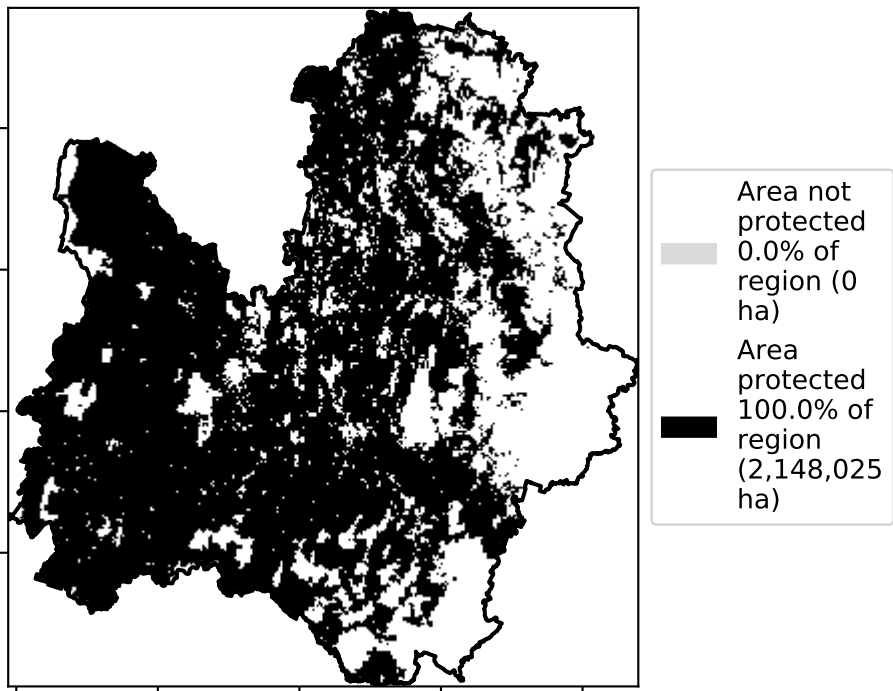 Area not
protected
0.0% of
region (0
ha)
Area
protected
100.0% of
region
(2,148,025
ha)